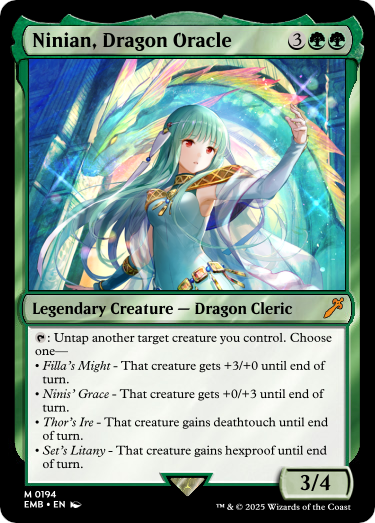 Ninian, Dragon Oracle 3
Legendary Creature — Dragon Cleric
: Untap another target creature you control. Choose
one—
• Filla's Might - That creature gets +3/+0 until end of
turn.
• Ninis' Grace - That creature gets +0/+3 until end of
turn.
• Thor's Ire - That creature gains deathtouch until end
of turn.
• Set's Litany - That creature gains hexproof until end
of turn.
3/4
M 0194
EMB • EN
™ & © 2025 Wizards of the Coast